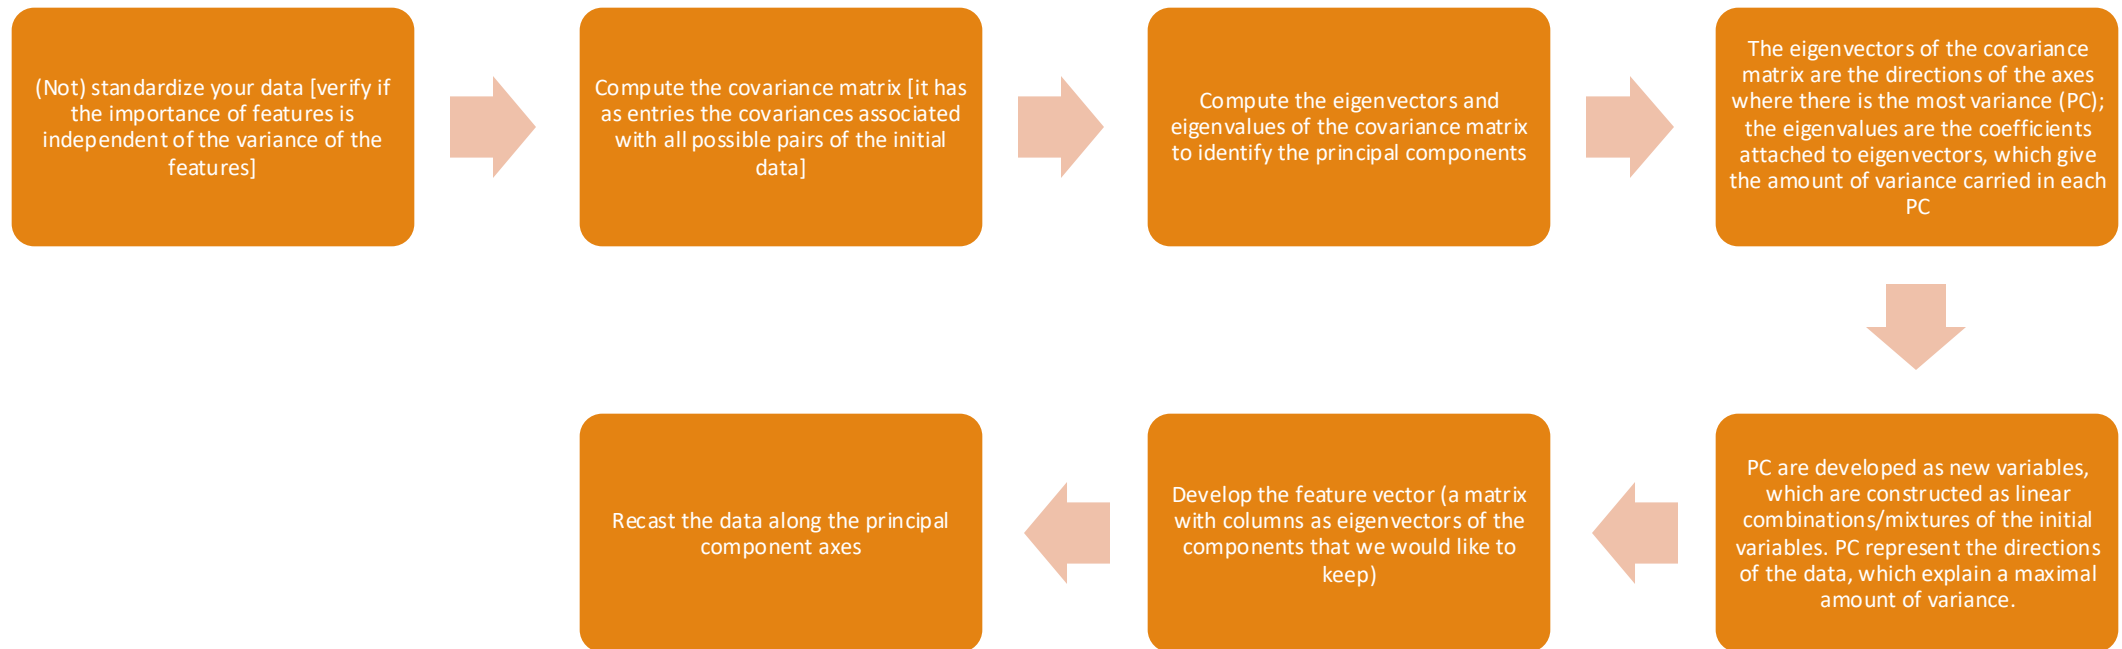 (Not) standardize your data [verify if
the importance of features is
independent of the variance of the
features]
Compute the covariance matrix [it has
as entries the covariances associated
with all possible pairs of the initial
data]
Compute the eigenvectors and
eigenvalues of the covariance matrix
to identify the principal components
The eigenvectors of the covariance
matrix are the directions of the axes
where there is the most variance (PC);
the eigenvalues are the coefficients
attached to eigenvectors, which give
the amount of variance carried in each
PC
PC are developed as new variables,
which are constructed as linear
combinations/mixtures of the initial
variables. PC represent the directions
of the data, which explain a maximal
amount of variance.
Develop the feature vector (a matrix
with columns as eigenvectors of the
components that we would like to
keep)
Recast the data along the principal
component axes